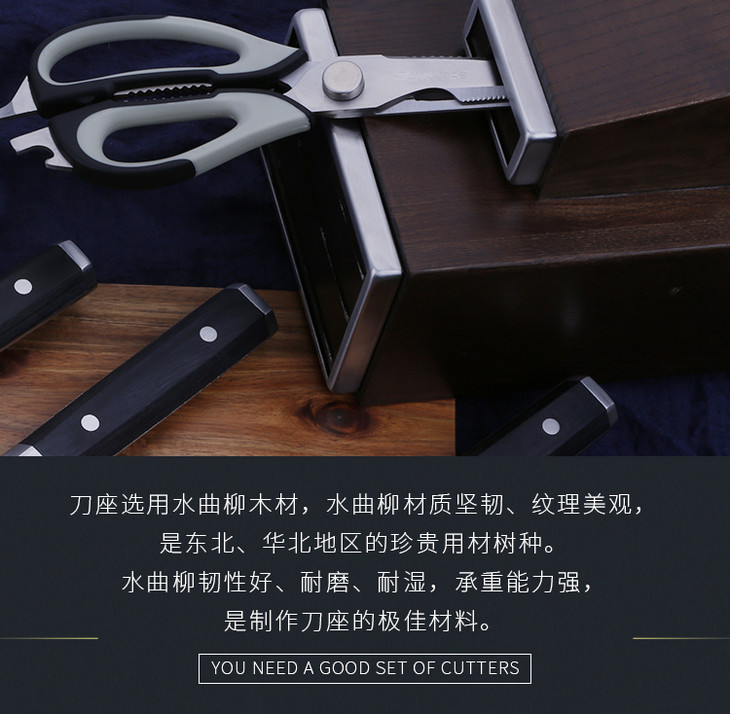 刀座选用水曲柳木材，水曲柳材质坚韧、纹理美观，
是东北、华北地区的珍贵用材树种。
水曲柳韧性好、耐磨、耐湿，承重能力强，
是制作刀座的极佳材料。
YOU NEED A GOOD SET OF CUTTERS